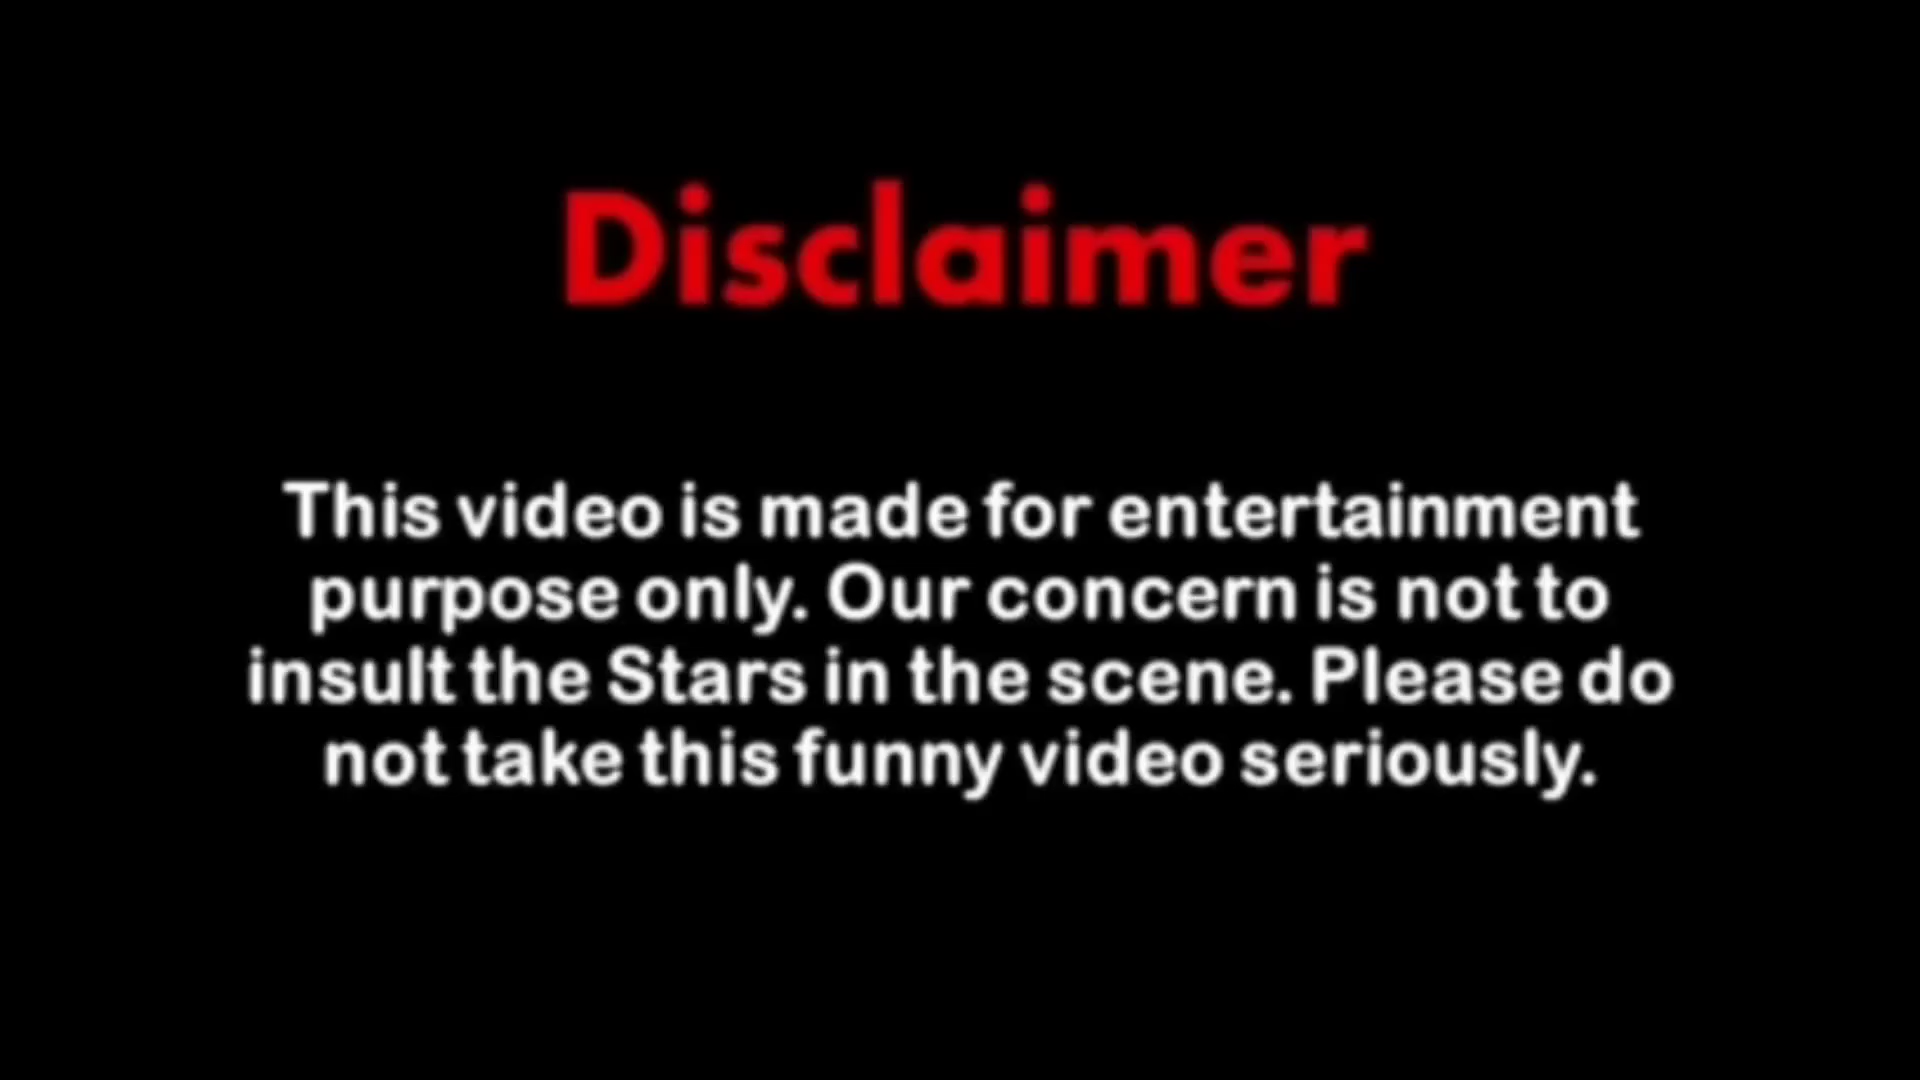 Disclaimer
This video is made for entertainment
purpose only. Our concern is not to
insult the Stars in the scene. Please do
not take this funny video seriously.